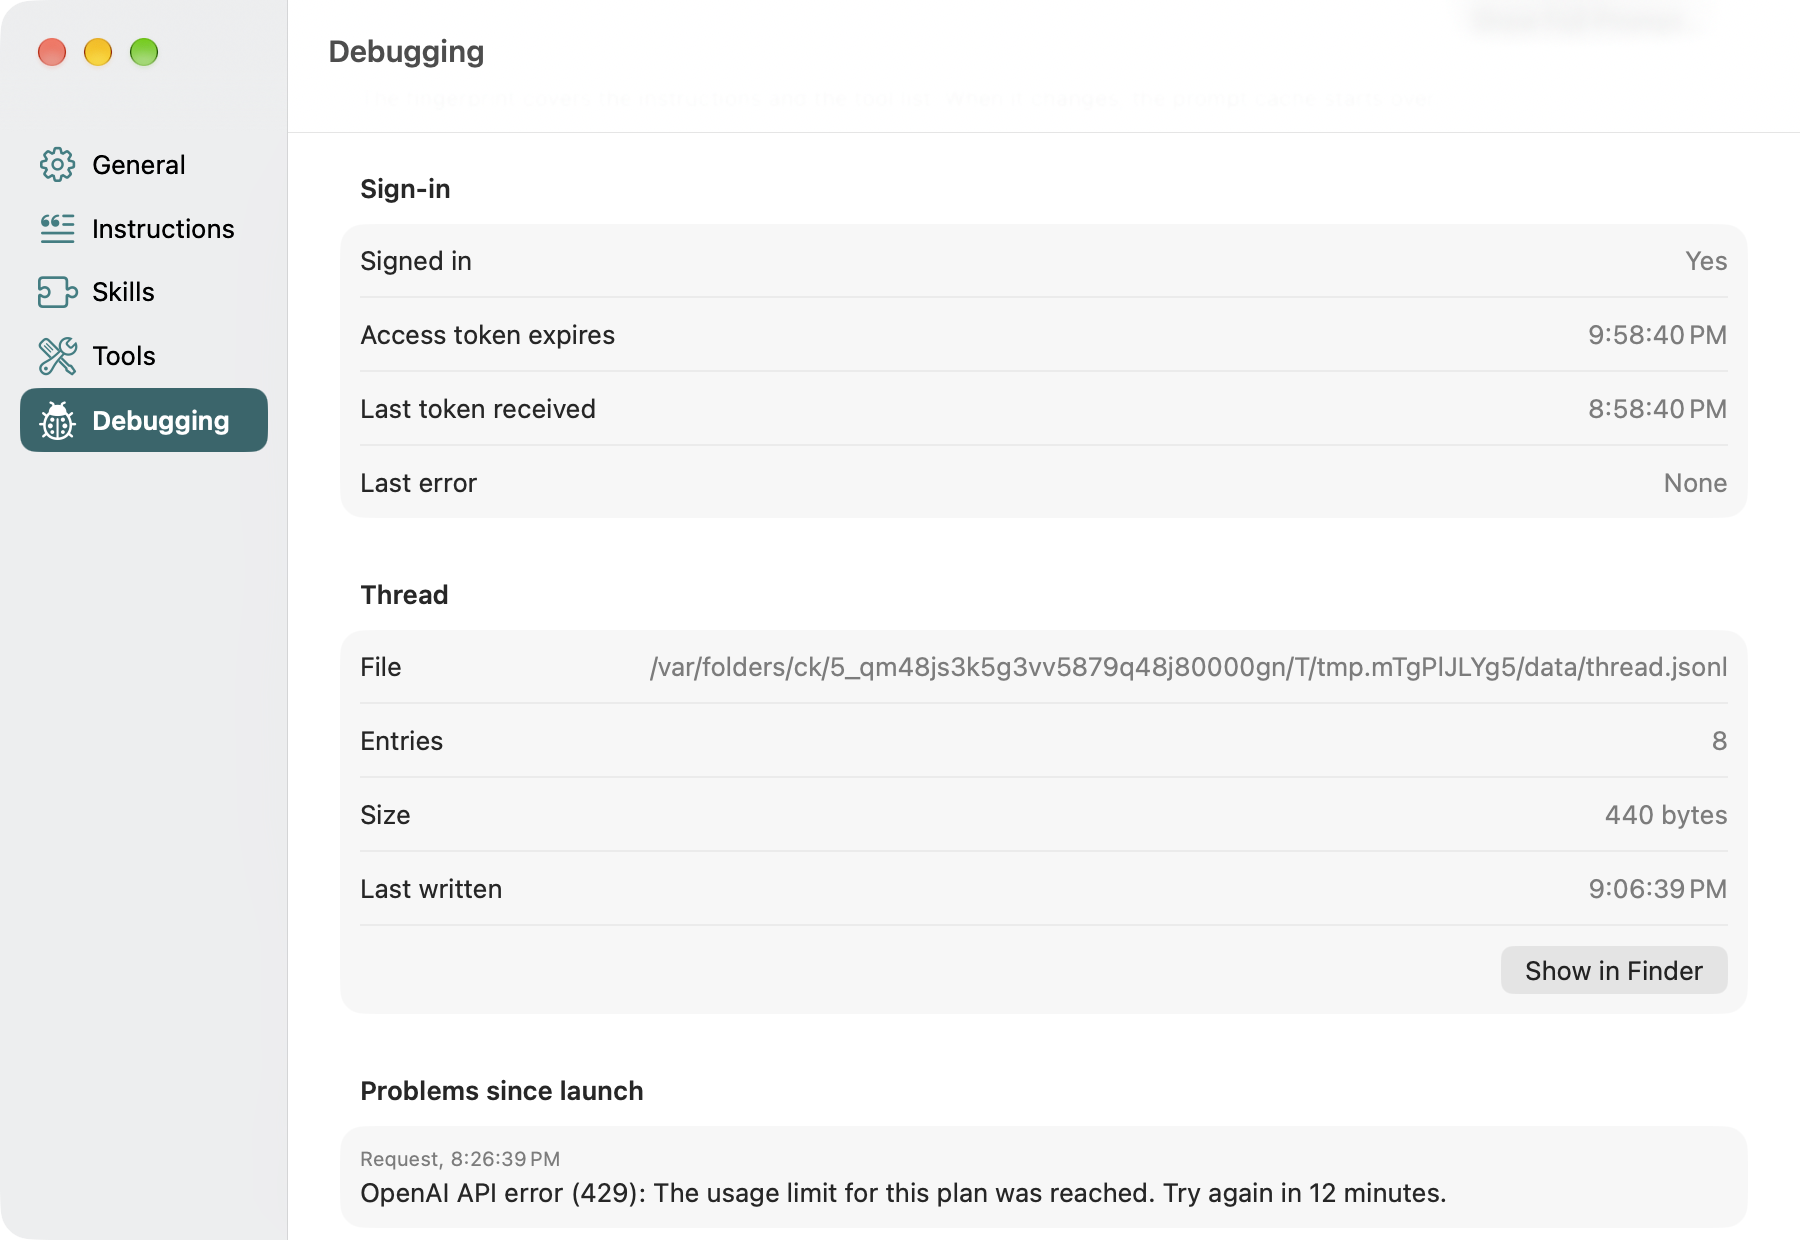 Debugging
General
Instructions
Skills
Tools
Debugging
Sign-in
Signed in Yes
Access token expires 9:58:40 PM
Last token received 8:58:40 PM
Last error None
Thread
File /var/folders/ck/5_qm48js3k5g3vv5879q48j80000gn/T/tmp.mTgPlJLYg5/data/thread.jsonl
Entries 8
Size 440 bytes
Last written 9:06:39 PM
Show in Finder
Problems since launch
Request, 8:26:39 PM
OpenAI API error (429): The usage limit for this plan was reached. Try again in 12 minutes.